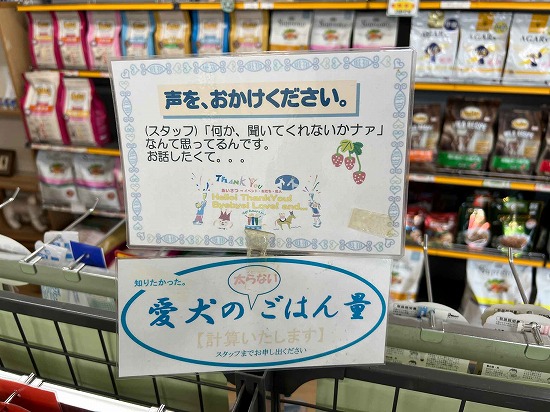 声を、おかけください。
(スタッフ)「何か、聞いてくれないかナァ」
なんて思ってるんです。
お話したくて。。。
THANK YOU
Hello! ThankYou!
知りたかった。
太らない
愛犬の ごはん 量
【計算いたします】
スタッフまでお申し出ください
AGARe